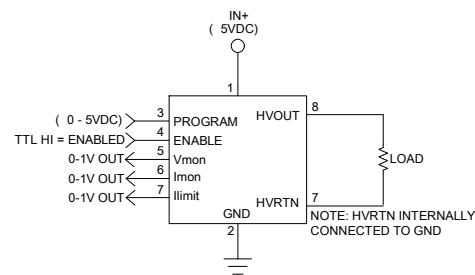 IN+
( 5VDC)
1
( 0 - 5VDC) 3 PROGRAM HVOUT 8
TTL HI = ENABLED 4 ENABLE
0-1V OUT 5 Vmon
0-1V OUT 6 Imon LOAD
0-1V OUT 7 Ilimit
HVRTN 7
GND
2
NOTE: HVRTN INTERNALLY
CONNECTED TO GND